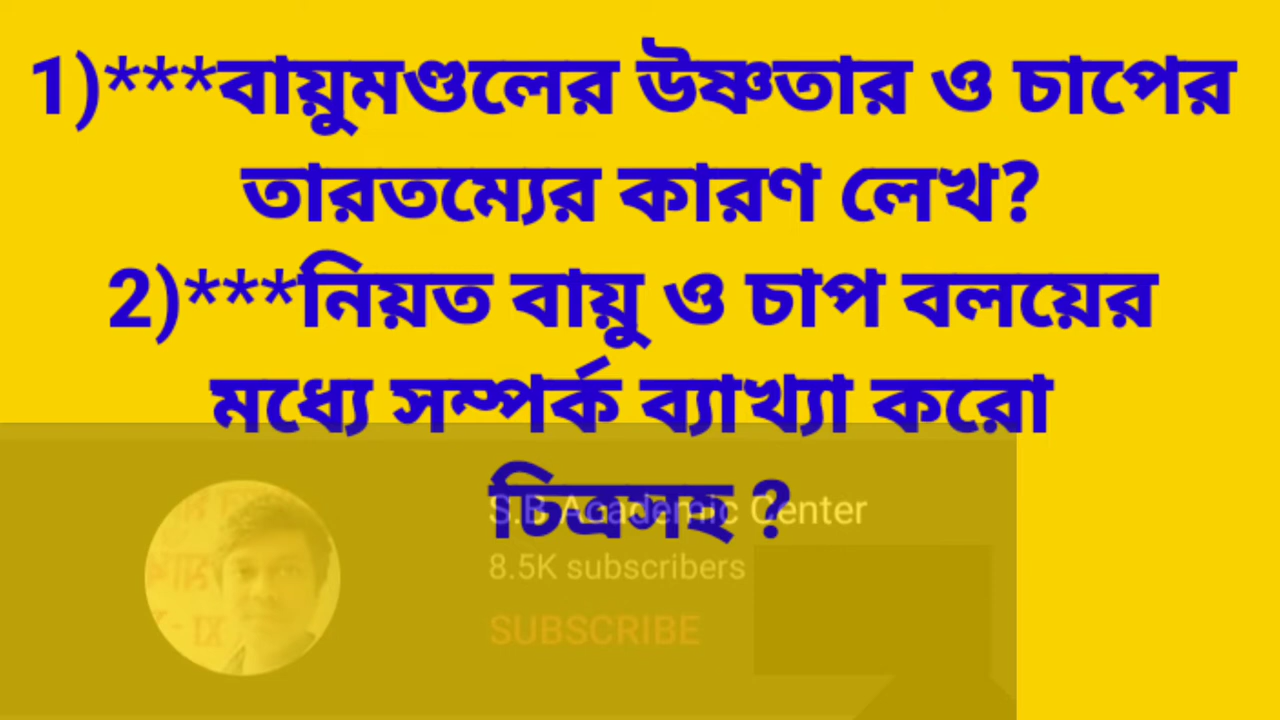 1)***বায়ুমণ্ডলের উষ্ণতার ও চাপের
তারতম্যের কারণ লেখ?
2)***নিয়ত বায়ু ও চাপ বলয়ের
মধ্যে সম্পর্ক ব্যাখ্যা করো
চিত্রসহ ?
S.B Academic Center
8.5K subscribers
SUBSCRIBE
IX